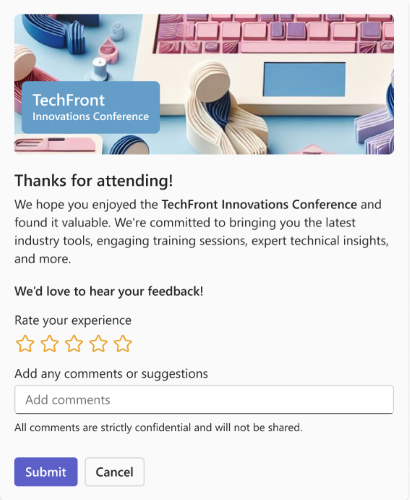 TechFront
Innovations Conference
Thanks for attending!
We hope you enjoyed the TechFront Innovations Conference and
found it valuable. We're committed to bringing you the latest
industry tools, engaging training sessions, expert technical insights,
and more.
We'd love to hear your feedback!
Rate your experience
Add any comments or suggestions
Add comments
All comments are strictly confidential and will not be shared.
Submit
Cancel